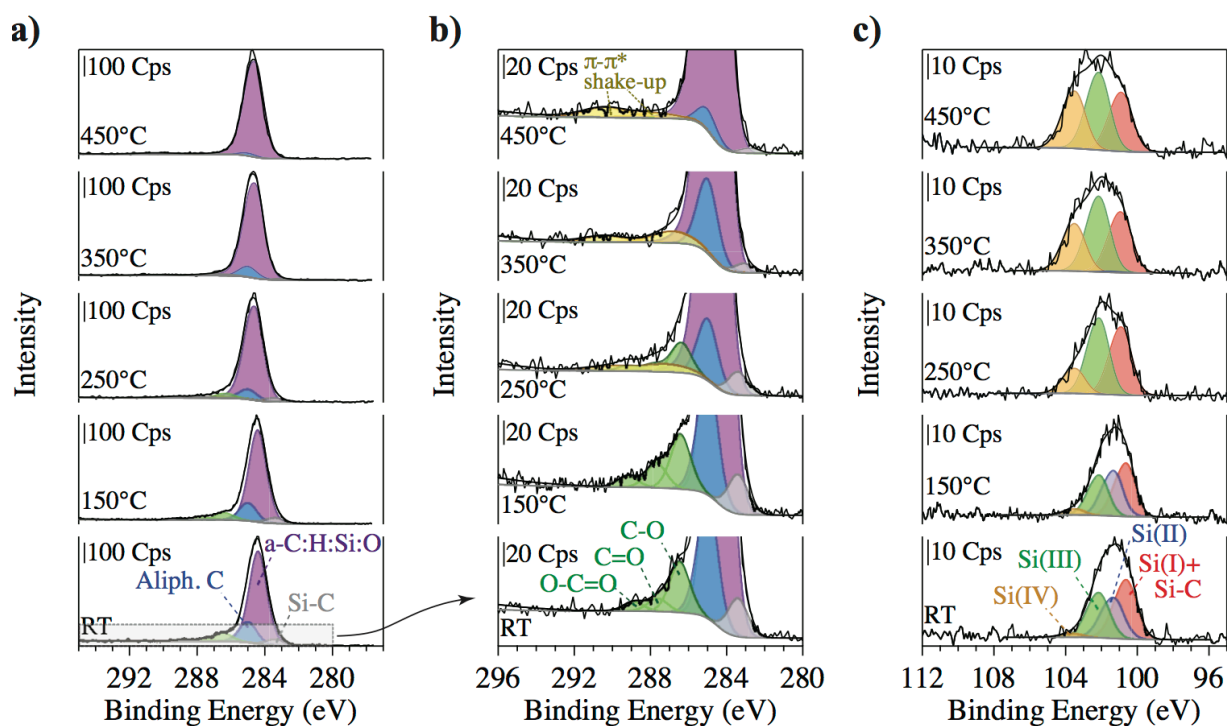 a)
|100 Cps
450°C
|100 Cps
350°C
|100 Cps
250°C
|100 Cps
150°C
|100 Cps
a-C:H:Si:O
Aliph. C
Si-C
RT
Intensity
292 288 284 280
Binding Energy (eV)
b)
|20 Cps
π-π*
shake-up
450°C
|20 Cps
350°C
|20 Cps
250°C
|20 Cps
150°C
|20 Cps
C-O
C=O
O-C=O
RT
Intensity
296 292 288 284 280
Binding Energy (eV)
c)
|10 Cps
450°C
|10 Cps
350°C
|10 Cps
250°C
|10 Cps
150°C
|10 Cps
Si(II)
Si(III)
Si(I)+
Si-C
Si(IV)
RT
Intensity
112 108 104 100 96
Binding Energy (eV)